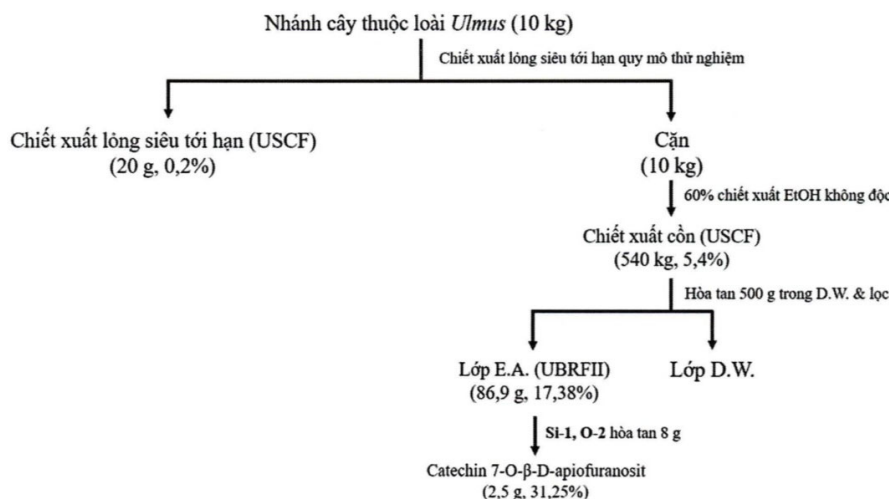 Nhánh cây thuộc loài Ulmus (10 kg)
Chiết xuất lỏng siêu tới hạn quy mô thử nghiệm
Chiết xuất lỏng siêu tới hạn (USCF)
(20 g, 0,2%)
Cặn
(10 kg)
60% chiết xuất EtOH không độc
Chiết xuất cồn (USCF)
(540 kg, 5,4%)
Hòa tan 500 g trong D.W. & lọc
Lớp E.A. (UBRFII)
(86,9 g, 17,38%)
Lớp D.W.
Si-1, O-2 hòa tan 8 g
Catechin 7-O-β-D-apiofuranosit
(2,5 g, 31,25%)